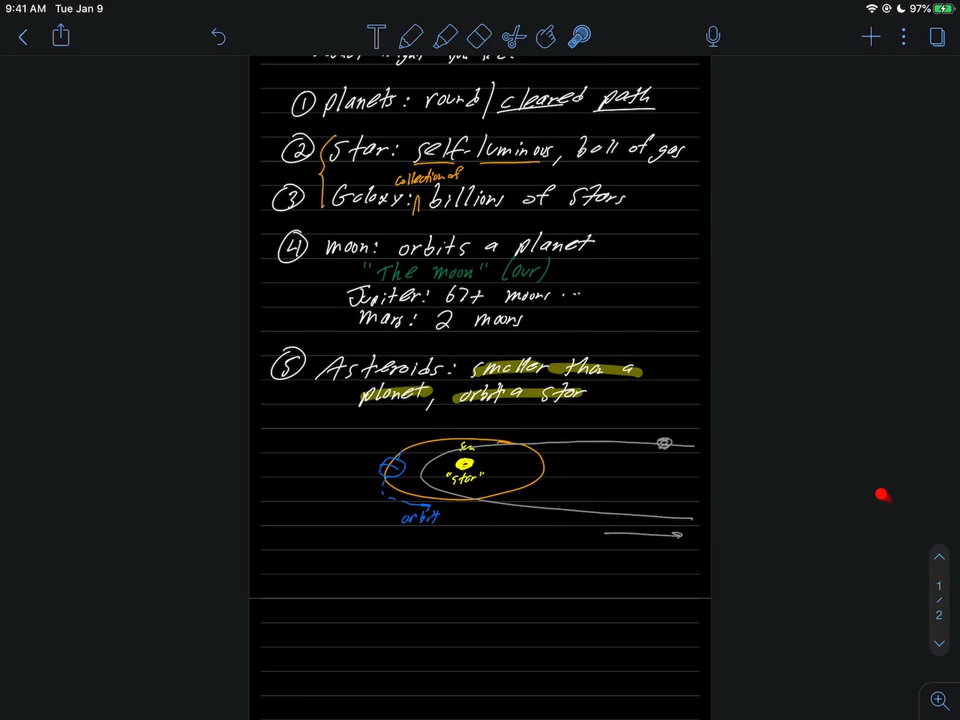 9:41 AM Tue Jan 9
97%
① planets: round / cleared path
② Star: self-luminous, ball of gas
collection of
③ Galaxy: billions of stars
④ moon: orbits a planet
"The moon" (our)
Jupiter: 67+ moons ...
Mars: 2 moons
⑤ Asteroids: smaller than a
planet, orbit a star
sun
"star"
orbit
1
/
2